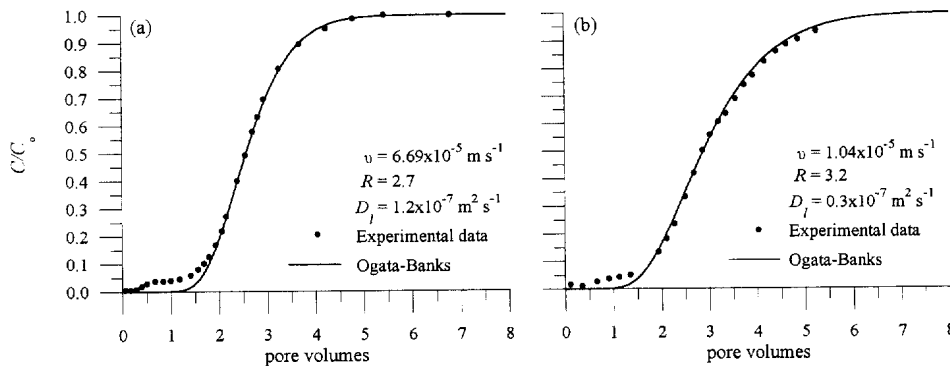 (a)
1.0
0.9
0.8
0.7
0.6
0.5
0.4
0.3
0.2
0.1
0.0
C/C₀
υ = 6.69x10⁻⁵ m s⁻¹
R = 2.7
D_l = 1.2x10⁻⁷ m² s⁻¹
Experimental data
Ogata-Banks
0 1 2 3 4 5 6 7 8
pore volumes
(b)
υ = 1.04x10⁻⁵ m s⁻¹
R = 3.2
D_l = 0.3x10⁻⁷ m² s⁻¹
Experimental data
Ogata-Banks
0 1 2 3 4 5 6 7 8
pore volumes